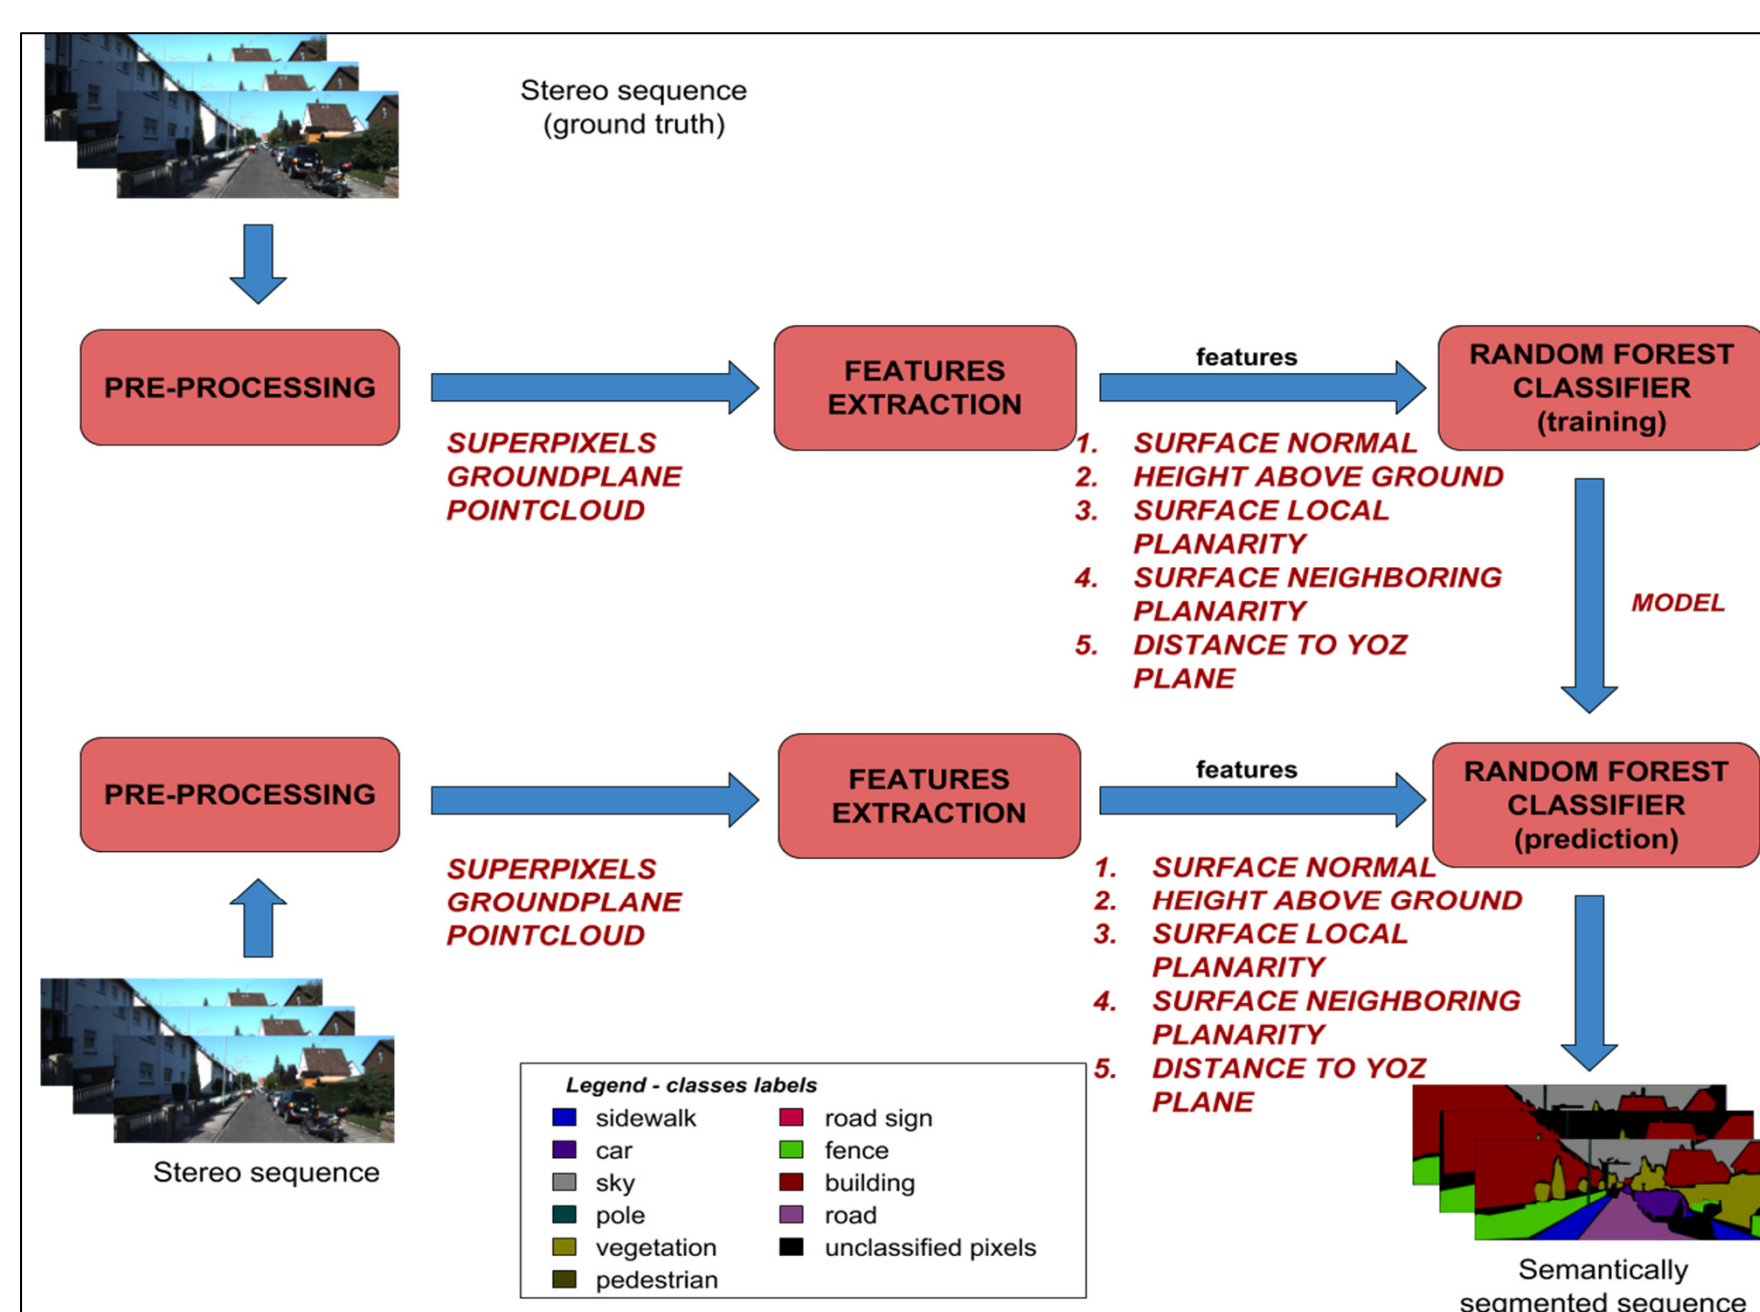 Stereo sequence
(ground truth)
PRE-PROCESSING
FEATURES
EXTRACTION
features
RANDOM FOREST
CLASSIFIER
(training)
SUPERPIXELS
GROUNDPLANE
POINTCLOUD
1. SURFACE NORMAL
2. HEIGHT ABOVE GROUND
3. SURFACE LOCAL
PLANARITY
4. SURFACE NEIGHBORING
PLANARITY
5. DISTANCE TO YOZ
PLANE
MODEL
PRE-PROCESSING
FEATURES
EXTRACTION
features
RANDOM FOREST
CLASSIFIER
(prediction)
SUPERPIXELS
GROUNDPLANE
POINTCLOUD
1. SURFACE NORMAL
2. HEIGHT ABOVE GROUND
3. SURFACE LOCAL
PLANARITY
4. SURFACE NEIGHBORING
PLANARITY
5. DISTANCE TO YOZ
PLANE
Stereo sequence
Legend - classes labels
sidewalk
car
sky
pole
vegetation
pedestrian
road sign
fence
building
road
unclassified pixels
Semantically
segmented sequence